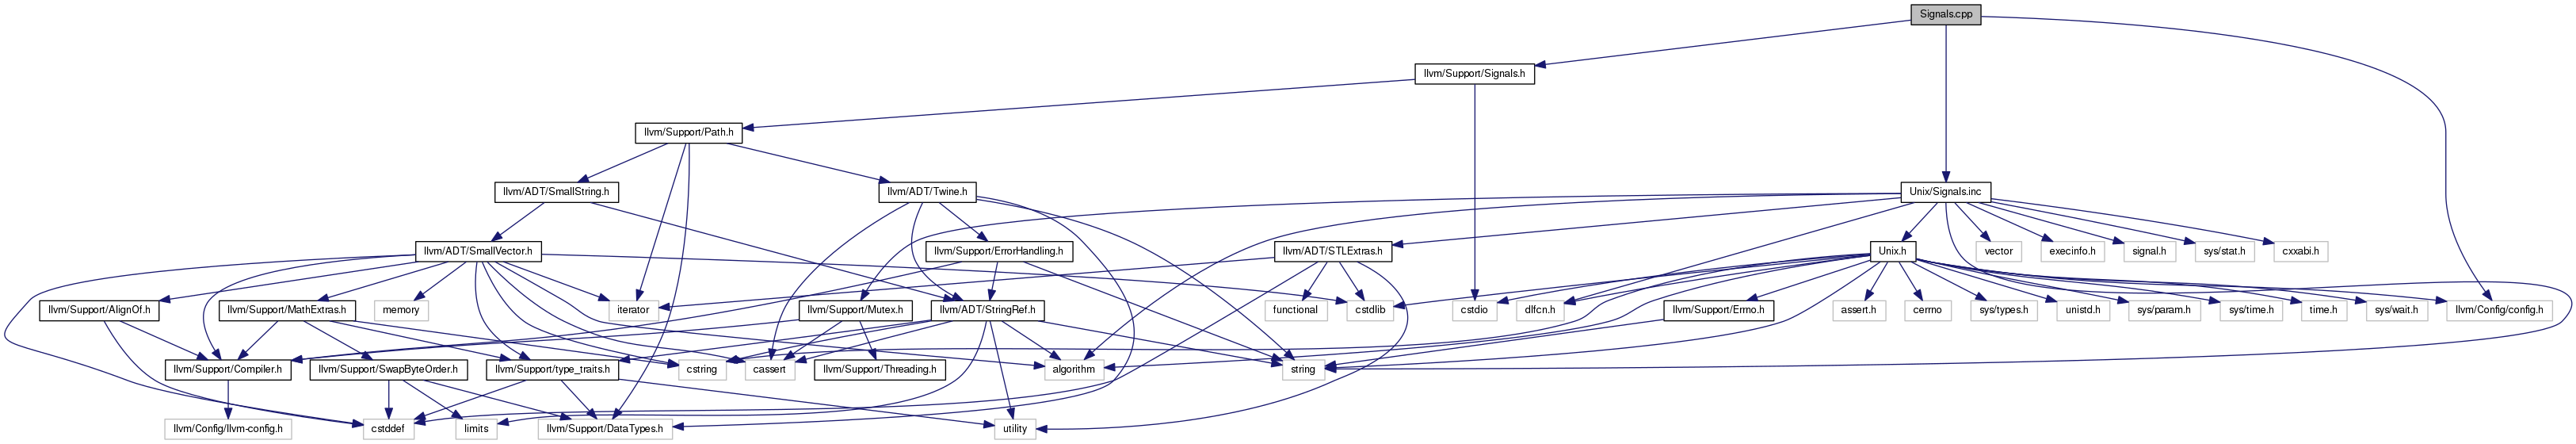 Signals.cpp
llvm/Support/Signals.h
llvm/Support/Path.h
llvm/ADT/SmallString.h
llvm/ADT/Twine.h
Unix/Signals.inc
llvm/ADT/SmallVector.h
llvm/Support/ErrorHandling.h
llvm/ADT/STLExtras.h
Unix.h
vector
execinfo.h
signal.h
sys/stat.h
cxxabi.h
llvm/Support/AlignOf.h
llvm/Support/MathExtras.h
memory
iterator
llvm/Support/Mutex.h
llvm/ADT/StringRef.h
functional
cstdlib
cstdio
dlfcn.h
llvm/Support/Errno.h
assert.h
cerrno
sys/types.h
unistd.h
sys/param.h
sys/time.h
time.h
sys/wait.h
llvm/Config/config.h
llvm/Support/Compiler.h
llvm/Support/SwapByteOrder.h
llvm/Support/type_traits.h
cstring
cassert
llvm/Support/Threading.h
algorithm
string
llvm/Config/llvm-config.h
cstddef
limits
llvm/Support/DataTypes.h
utility